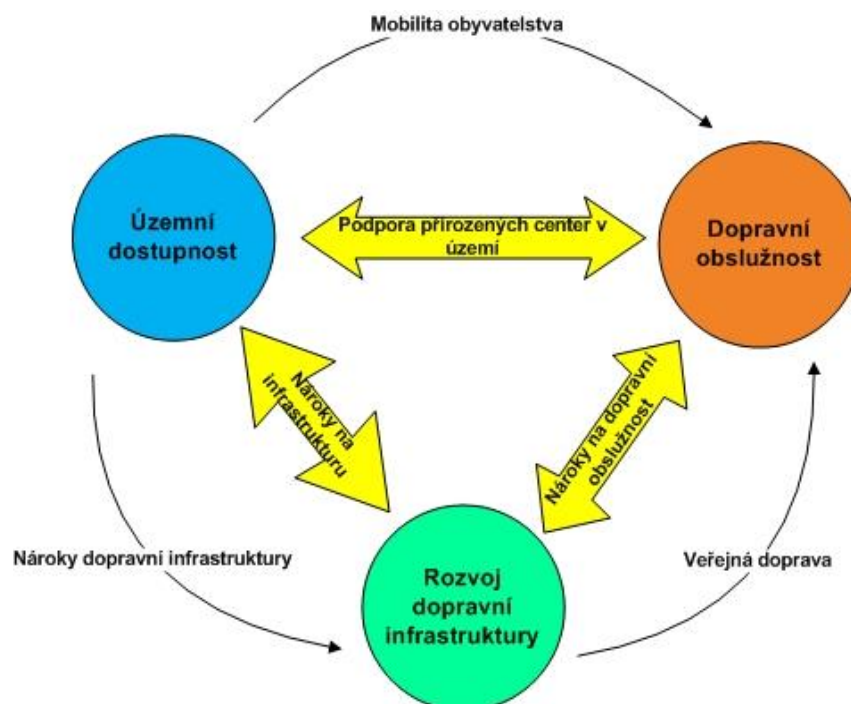 Mobilita obyvatelstva
Územní
dostupnost
Podpora přirozených center v
území
Dopravní
obslužnost
Nároky na
infrastrukturu
Nároky na dopravní
obslužnost
Nároky dopravní infrastruktury
Veřejná doprava
Rozvoj
dopravní
infrastruktury